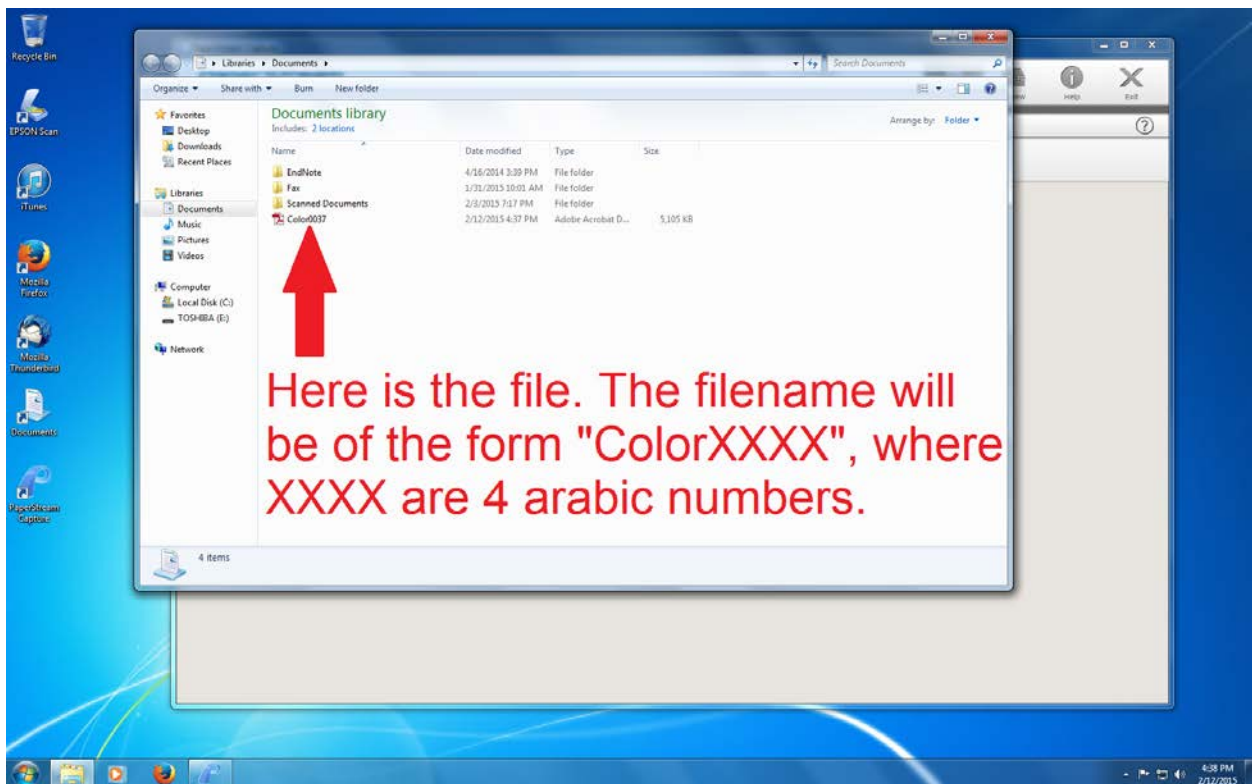 Recycle Bin
EPSON Scan
iTunes
Mozilla
Firefox
Mozilla
Thunderbird
Documents
PaperStream
Capture
Libraries
Documents
Search Documents
Organize
Share with
Burn
New folder
Help
Exit
Favorites
Desktop
Downloads
Recent Places
Libraries
Documents
Music
Pictures
Videos
Computer
Local Disk (C:)
TOSHIBA (E:)
Network
Documents library
Includes: 2 locations
Arrange by: Folder
Name Date modified Type Size
EndNote 4/16/2014 3:39 PM File folder
Fax 1/31/2015 10:01 AM File folder
Scanned Documents 2/3/2015 7:17 PM File folder
Color0037 2/12/2015 4:37 PM Adobe Acrobat D... 5,105 KB
Here is the file. The filename will
be of the form "ColorXXXX", where
XXXX are 4 arabic numbers.
4 items
4:38 PM
2/12/2015